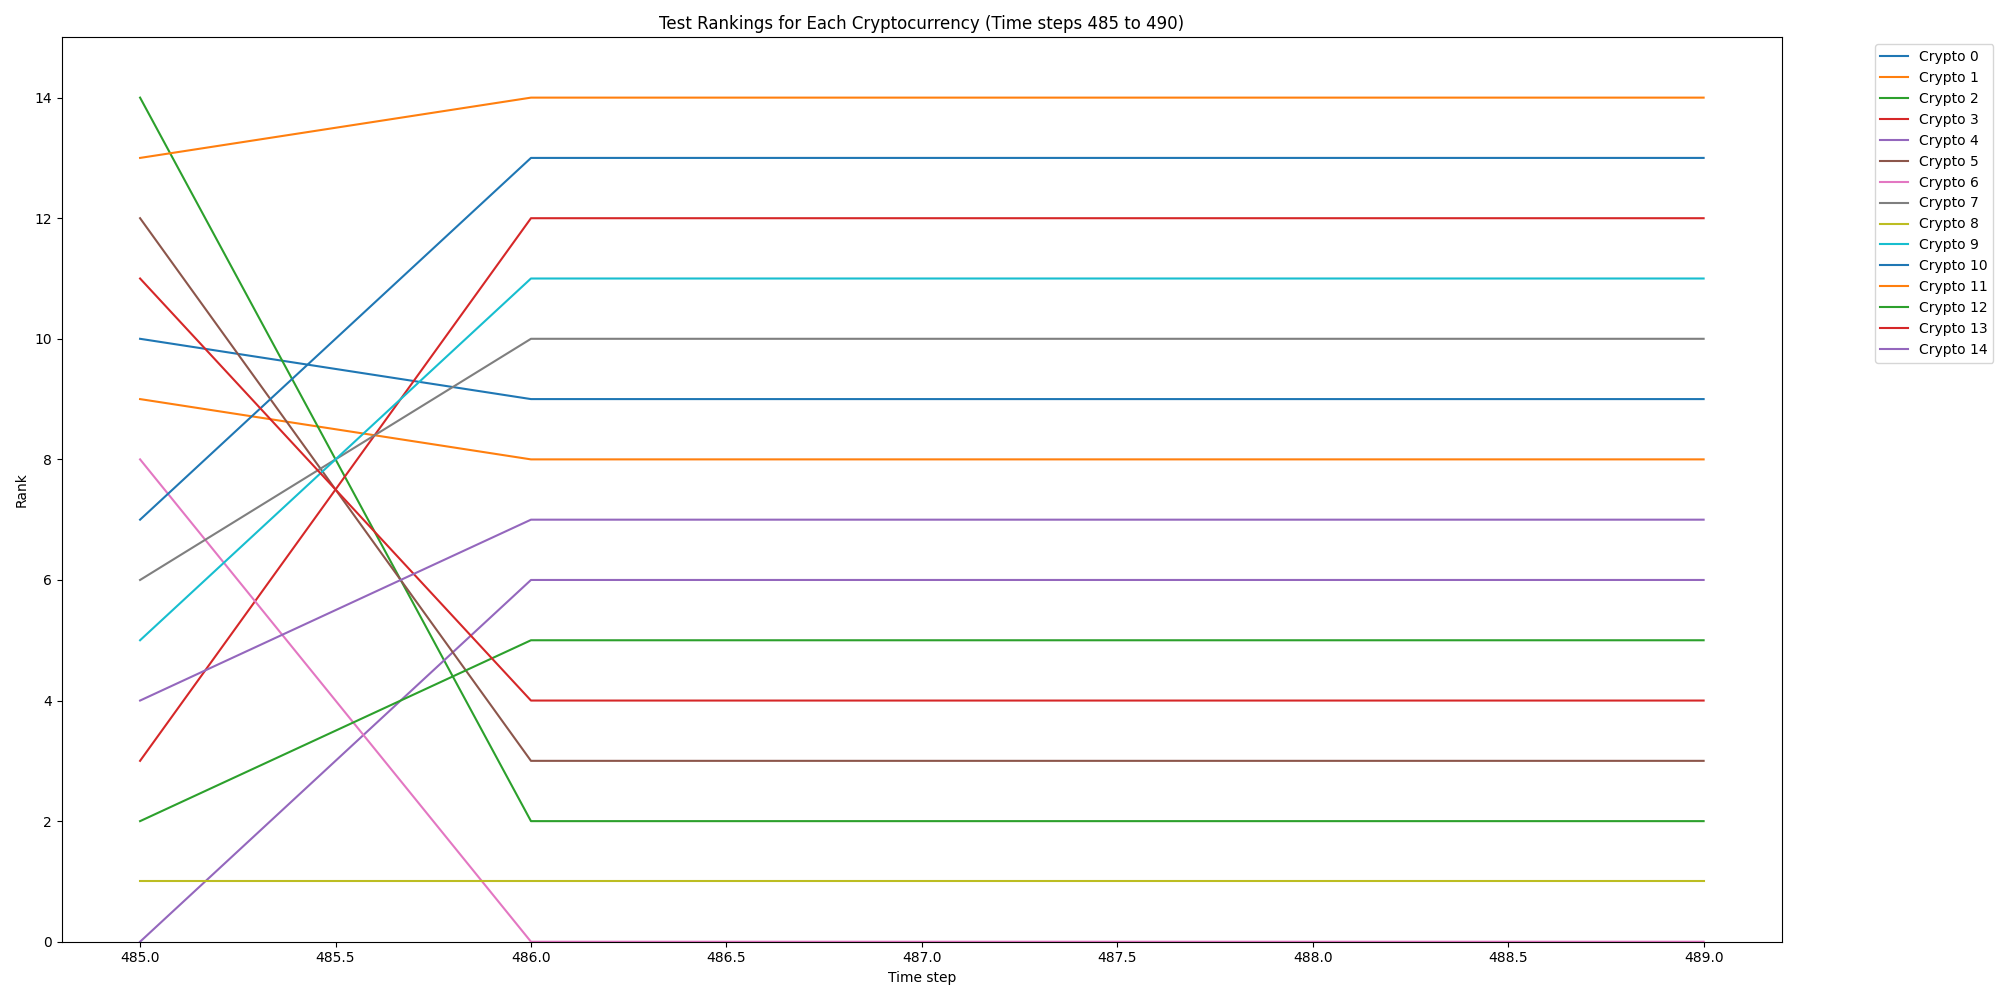 Test Rankings for Each Cryptocurrency (Time steps 485 to 490)
Rank
14
12
10
8
6
4
2
0
485.0 485.5 486.0 486.5 487.0 487.5 488.0 488.5 489.0
Time step
Crypto 0
Crypto 1
Crypto 2
Crypto 3
Crypto 4
Crypto 5
Crypto 6
Crypto 7
Crypto 8
Crypto 9
Crypto 10
Crypto 11
Crypto 12
Crypto 13
Crypto 14